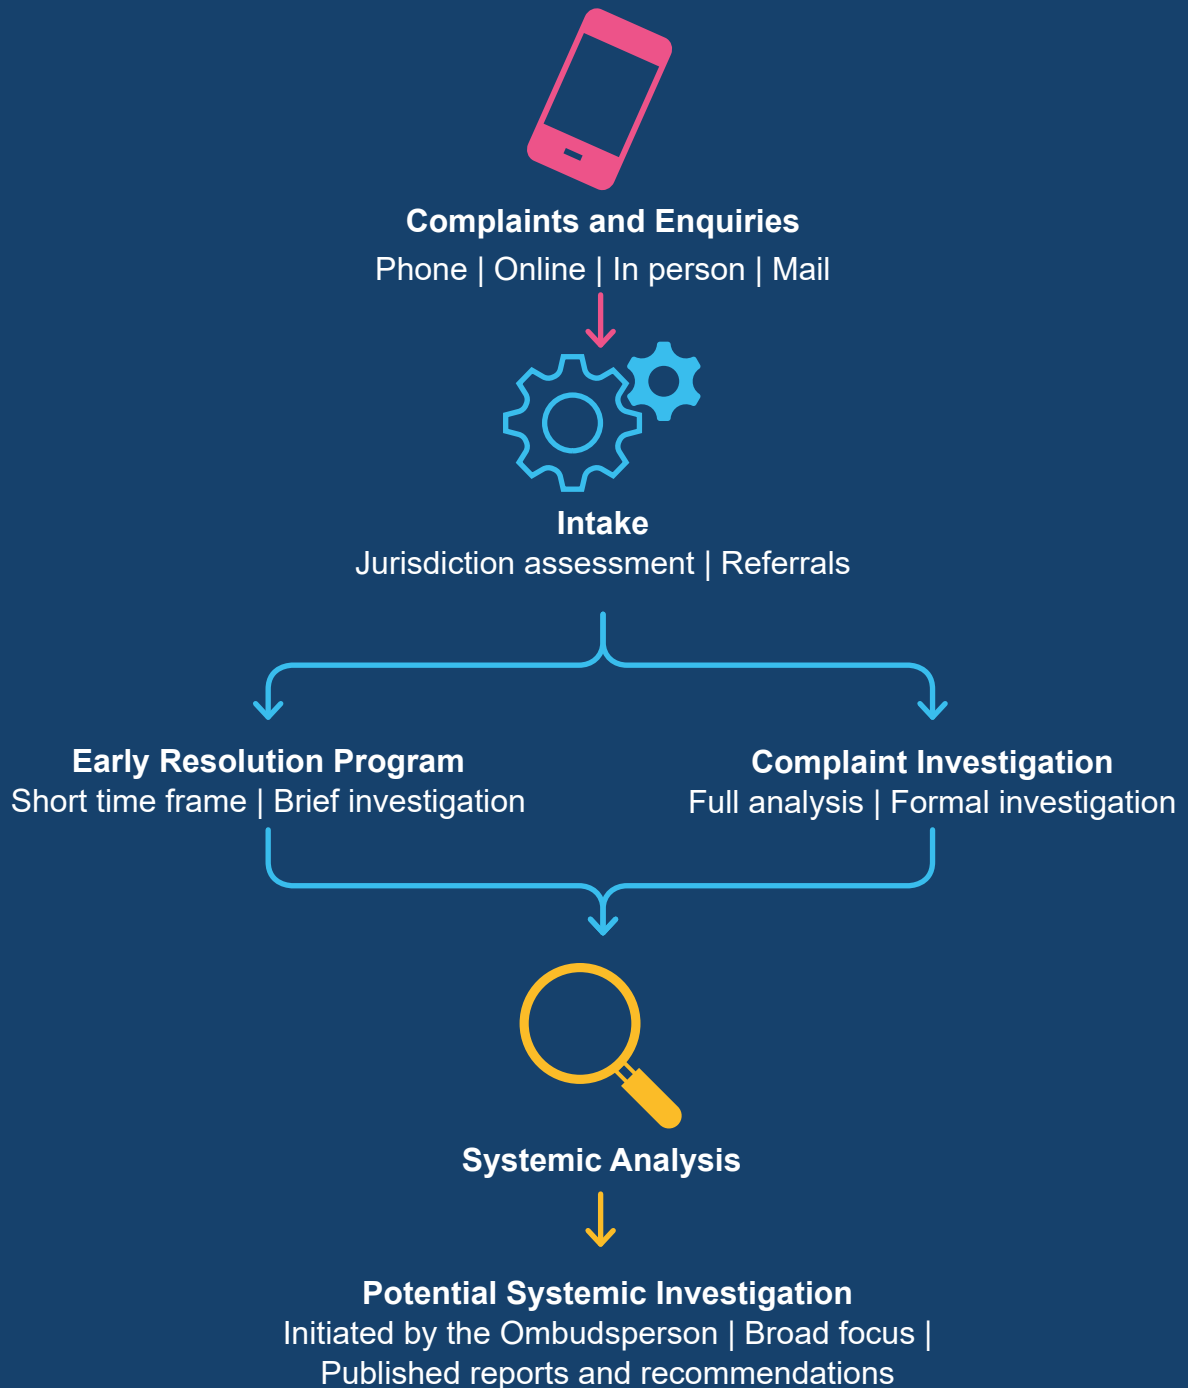 Complaints and Enquiries
Phone | Online | In person | Mail
Intake
Jurisdiction assessment | Referrals
Early Resolution Program
Short time frame | Brief investigation
Complaint Investigation
Full analysis | Formal investigation
Systemic Analysis
Potential Systemic Investigation
Initiated by the Ombudsperson | Broad focus |
Published reports and recommendations